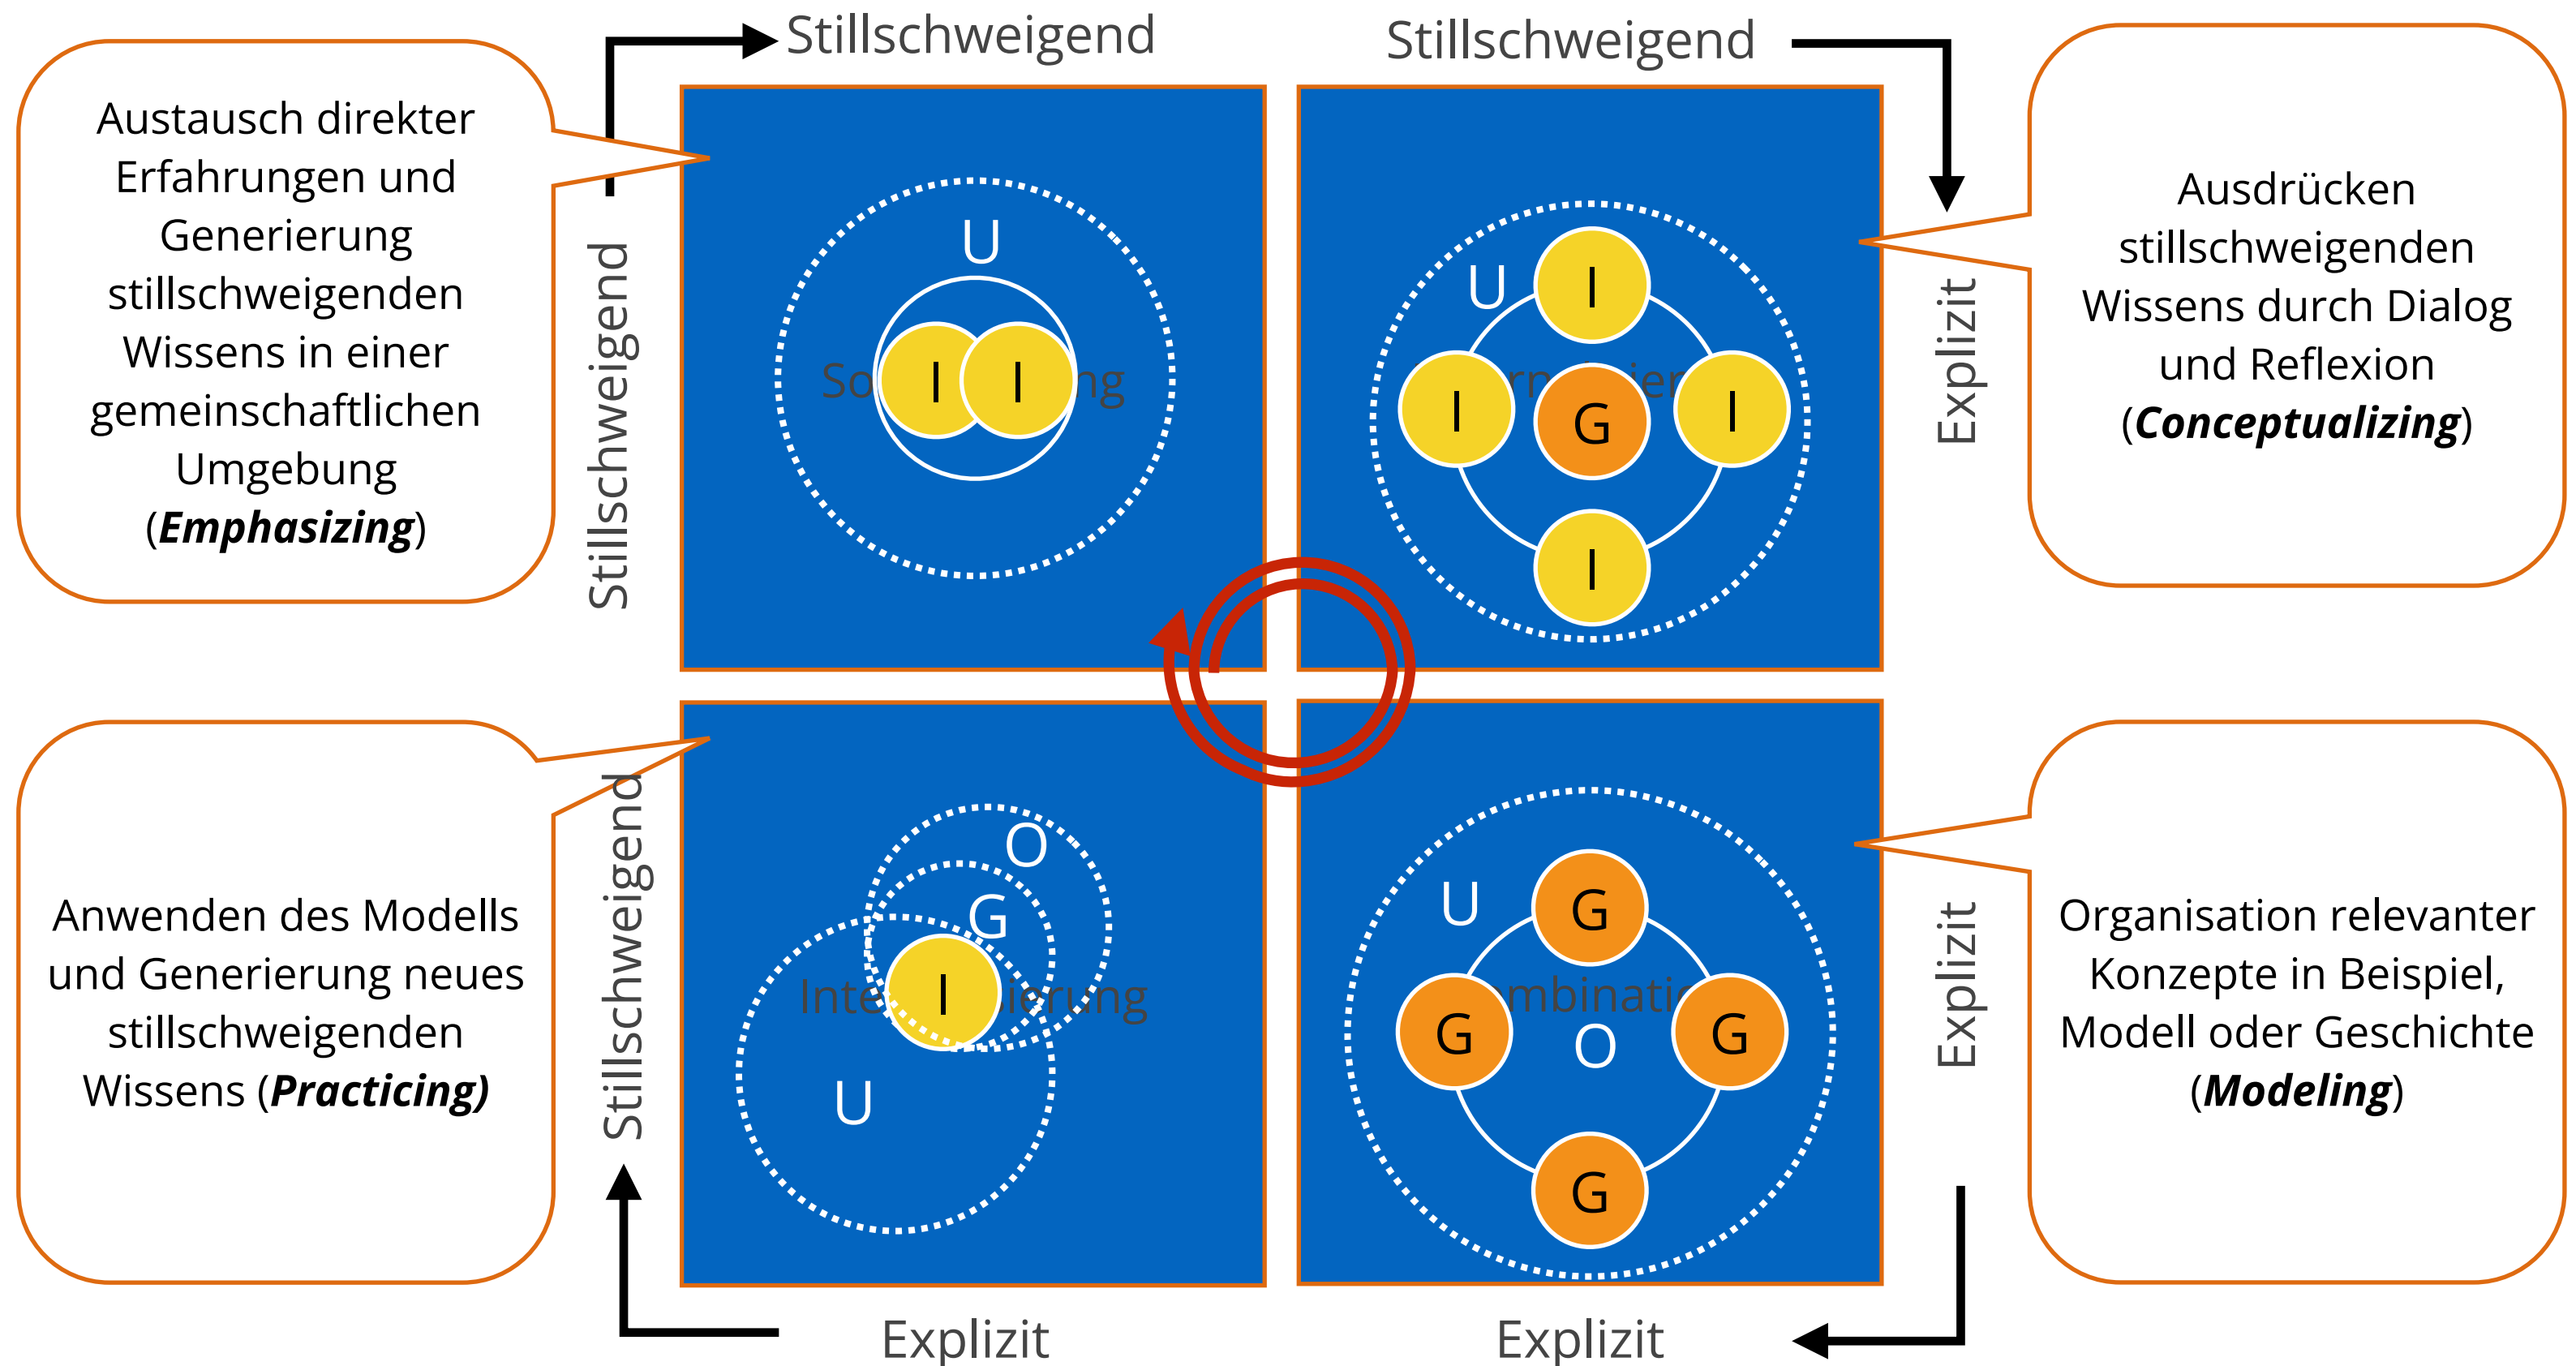 Stillschweigend
Stillschweigend
Austausch direkter
Erfahrungen und
Generierung
stillschweigenden
Wissens in einer
gemeinschaftlichen
Umgebung
(Emphasizing)
Stillschweigend
U
I I
U
I
I
G
I
I
Explizit
Ausdrücken
stillschweigenden
Wissens durch Dialog
und Reflexion
(Conceptualizing)
Anwenden des Modells
und Generierung neues
stillschweigenden
Wissens (Practicing)
Stillschweigend
O
G
I
U
U
G
G
G
O
G
Explizit
Organisation relevanter
Konzepte in Beispiel,
Modell oder Geschichte
(Modeling)
Explizit
Explizit